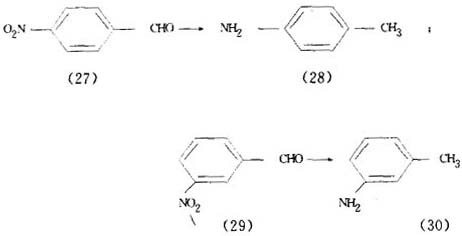 O₂N CHO NH₂ CH₃ ;
(27) (28)
CHO CH₃
NO₂ NH₂
(29) (30)